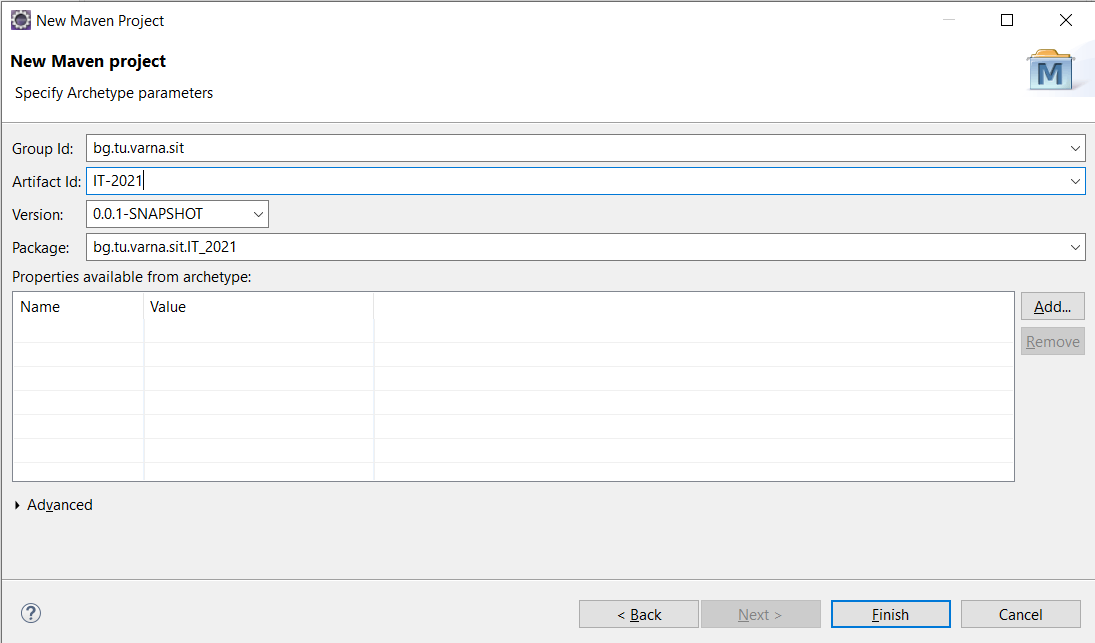 New Maven Project
New Maven project
Specify Archetype parameters
M
Group Id: bg.tu.varna.sit
Artifact Id: IT-2021
Version: 0.0.1-SNAPSHOT
Package: bg.tu.varna.sit.IT_2021
Properties available from archetype:
Name Value
Add...
Remove
Advanced
? < Back Next > Finish Cancel